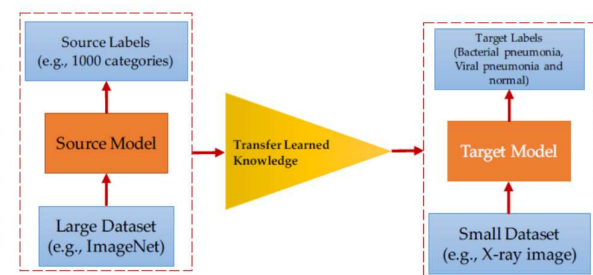 Source Labels
(e.g., 1000 categories)
Source Model
Large Dataset
(e.g., ImageNet)
Transfer Learned
Knowledge
Target Labels
(Bacterial pneumonia,
Viral pneumonia and
normal)
Target Model
Small Dataset
(e.g., X-ray image)